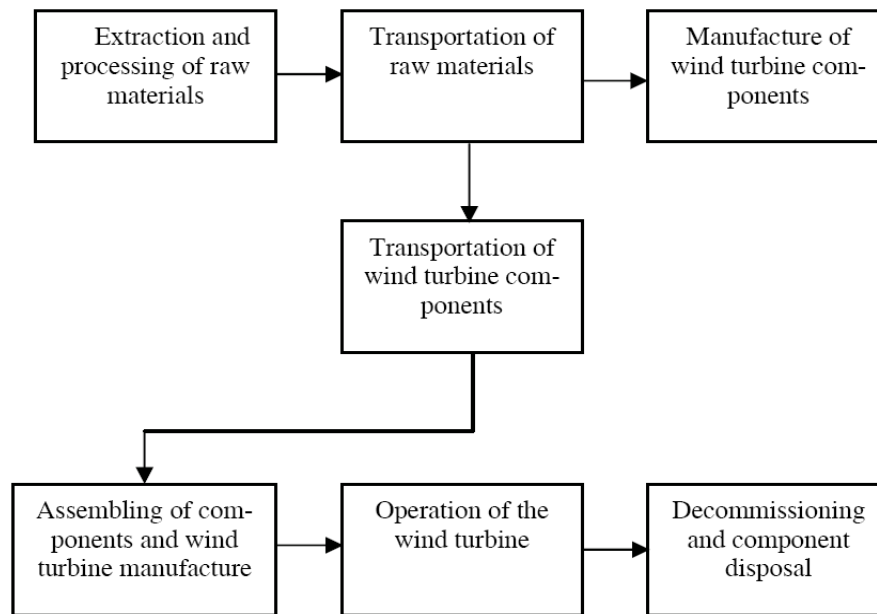 Extraction and
processing of raw
materials
Transportation of
raw materials
Manufacture of
wind turbine com-
ponents
Transportation of
wind turbine com-
ponents
Assembling of com-
ponents and wind
turbine manufacture
Operation of the
wind turbine
Decommissioning
and component
disposal